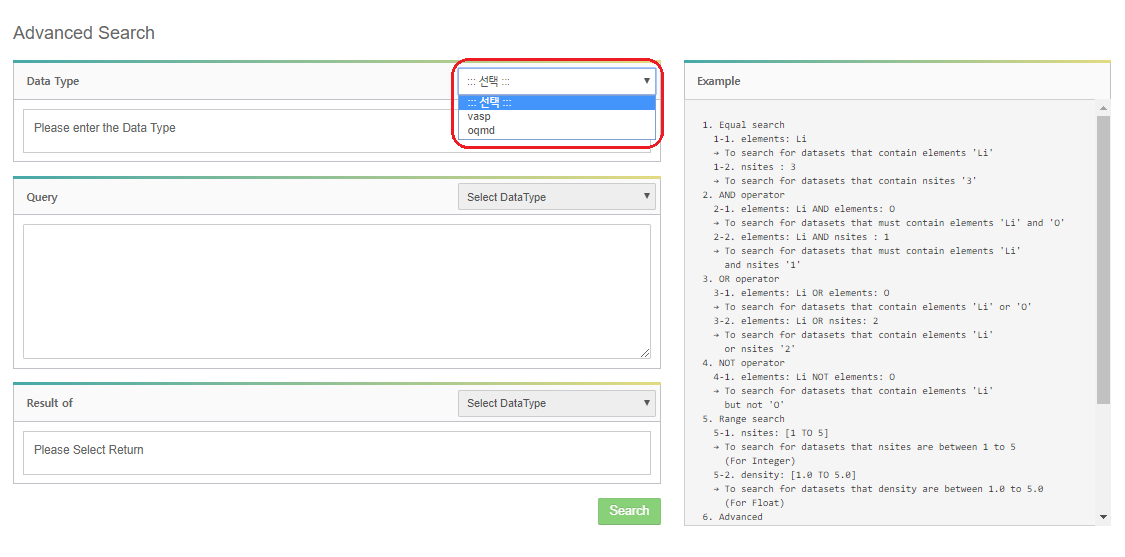 Advanced Search
Data Type
::: 선택 :::
::: 선택 :::
vasp
oqmd
Please enter the Data Type
Query
Select DataType
Result of
Select DataType
Please Select Return
Search
Example
1. Equal search
1-1. elements: Li
→ To search for datasets that contain elements 'Li'
1-2. nsites : 3
→ To search for datasets that contain nsites '3'
2. AND operator
2-1. elements: Li AND elements: O
→ To search for datasets that must contain elements 'Li' and 'O'
2-2. elements: Li AND nsites : 1
→ To search for datasets that must contain elements 'Li'
and nsites '1'
3. OR operator
3-1. elements: Li OR elements: O
→ To search for datasets that contain elements 'Li' or 'O'
3-2. elements: Li OR nsites: 2
→ To search for datasets that contain elements 'Li'
or nsites '2'
4. NOT operator
4-1. elements: Li NOT elements: O
→ To search for datasets that contain elements 'Li'
but not 'O'
5. Range search
5-1. nsites: [1 TO 5]
→ To search for datasets that nsites are between 1 to 5
(For Integer)
5-2. density: [1.0 TO 5.0]
→ To search for datasets that density are between 1.0 to 5.0
(For Float)
6. Advanced